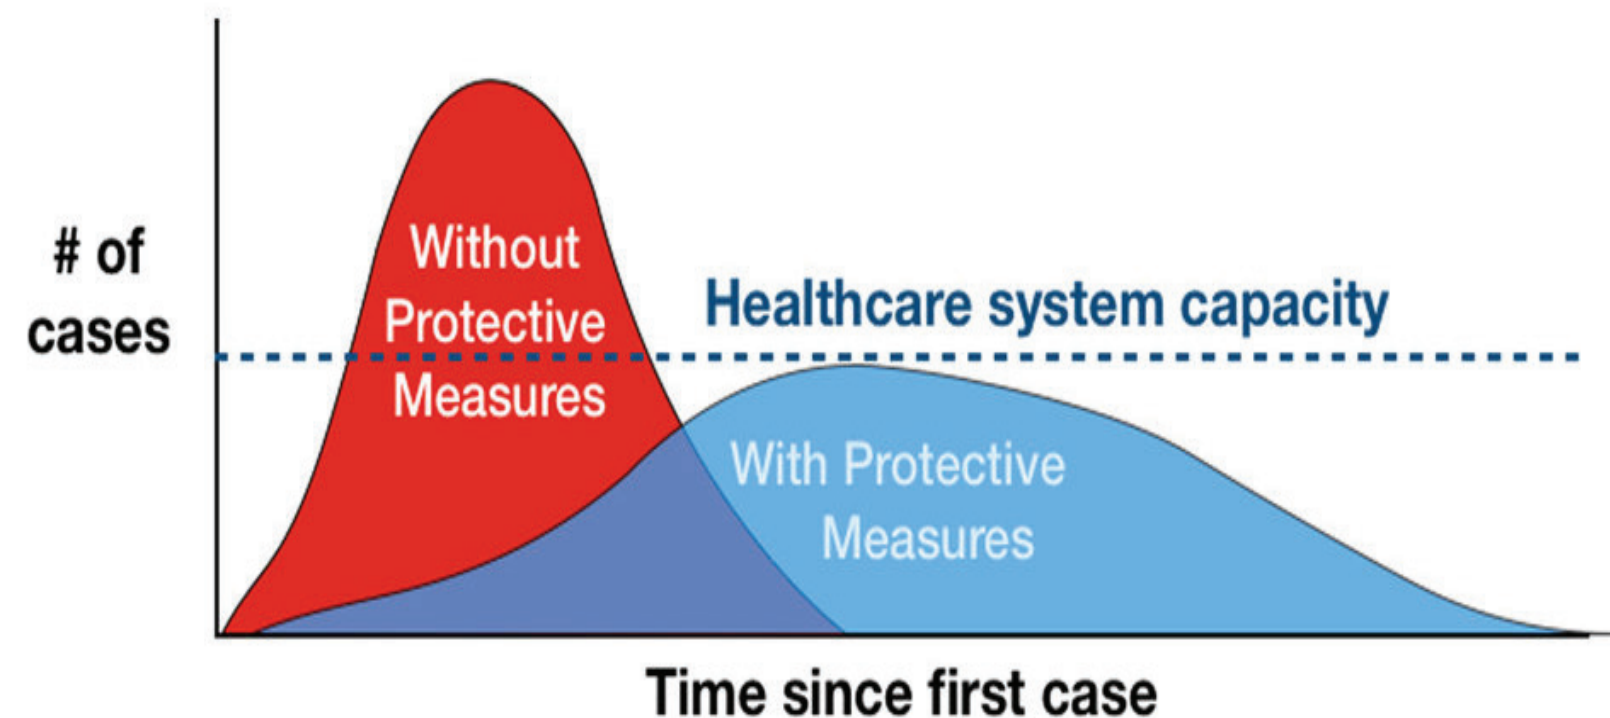 # of
cases
Without
Protective
Measures
Healthcare system capacity
With Protective
Measures
Time since first case